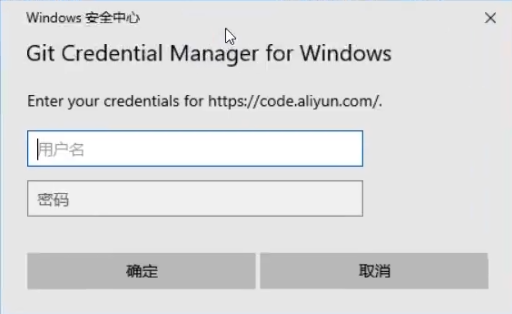 Windows 安全中心
Git Credential Manager for Windows
Enter your credentials for https://code.aliyun.com/.
用户名
密码
确定
取消